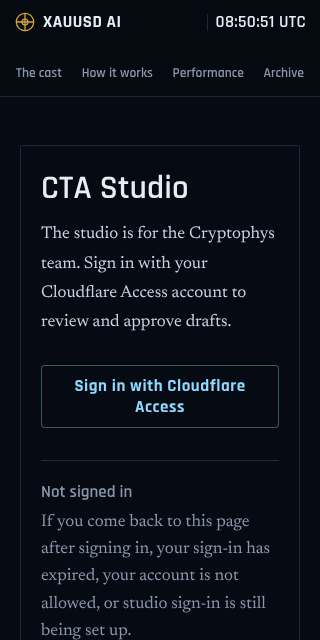 XAUUSD AI
08:50:51 UTC
The cast
How it works
Performance
Archive
CTA Studio
The studio is for the Cryptophys
team. Sign in with your
Cloudflare Access account to
review and approve drafts.
Sign in with Cloudflare
Access
Not signed in
If you come back to this page
after signing in, your sign-in has
expired, your account is not
allowed, or studio sign-in is still
being set up.